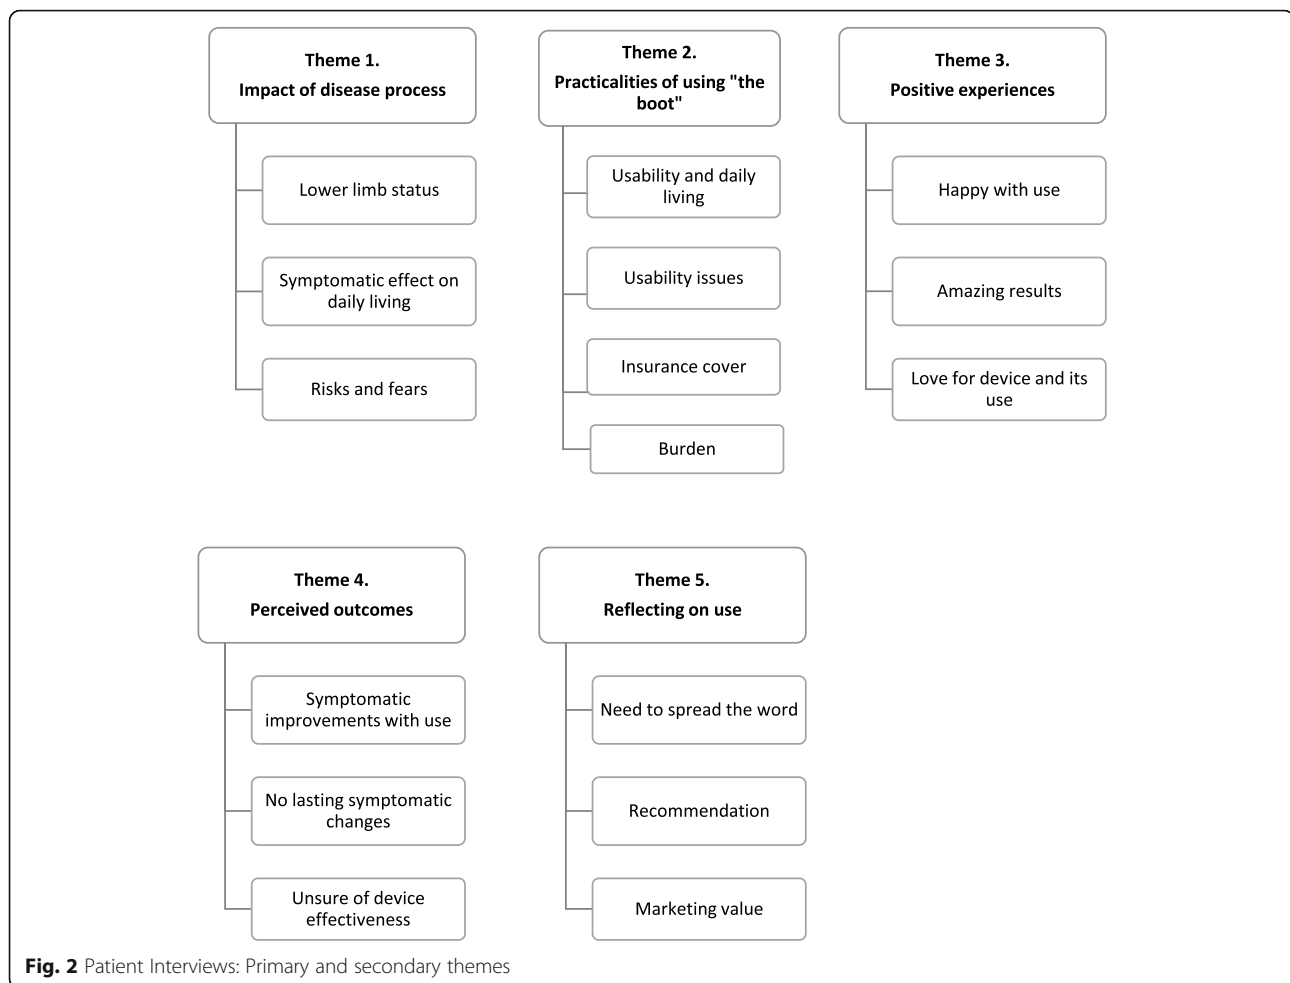 Theme 1.
Impact of disease process
Lower limb status
Symptomatic effect on
daily living
Risks and fears
Theme 2.
Practicalities of using "the
boot"
Usability and daily
living
Usability issues
Insurance cover
Burden
Theme 3.
Positive experiences
Happy with use
Amazing results
Love for device and its
use
Theme 4.
Perceived outcomes
Symptomatic
improvements with use
No lasting symptomatic
changes
Unsure of device
effectiveness
Theme 5.
Reflecting on use
Need to spread the word
Recommendation
Marketing value
Fig. 2 Patient Interviews: Primary and secondary themes